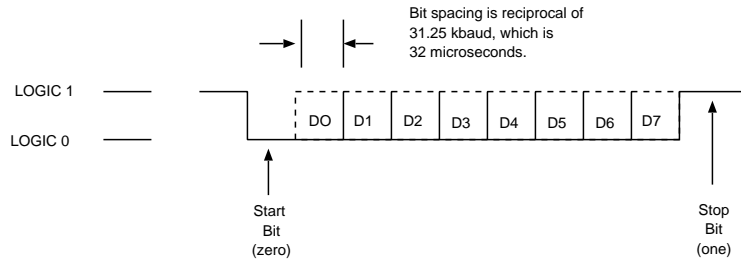 Bit spacing is reciprocal of
31.25 kbaud, which is
32 microseconds.
LOGIC 1
DO D1 D2 D3 D4 D5 D6 D7
LOGIC 0
Start
Bit
(zero)
Stop
Bit
(one)